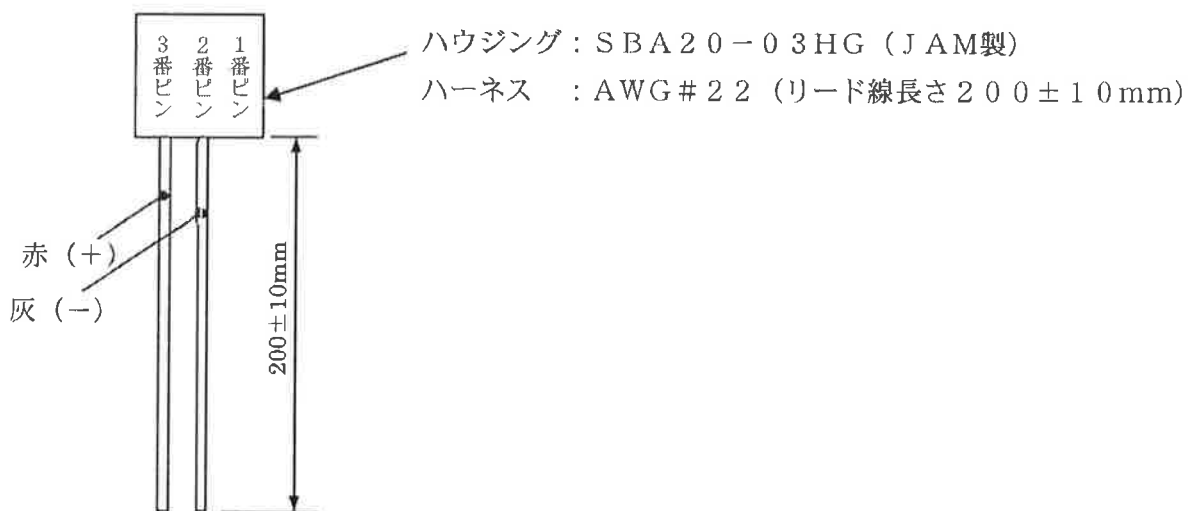 3番ピン
2番ピン
1番ピン
ハウジング：ＳＢＡ２０－０３ＨＧ（ＪＡＭ製）
ハーネス　：ＡＷＧ＃２２（リード線長さ２００±１０mm）
赤（＋）
灰（－）
200±10mm